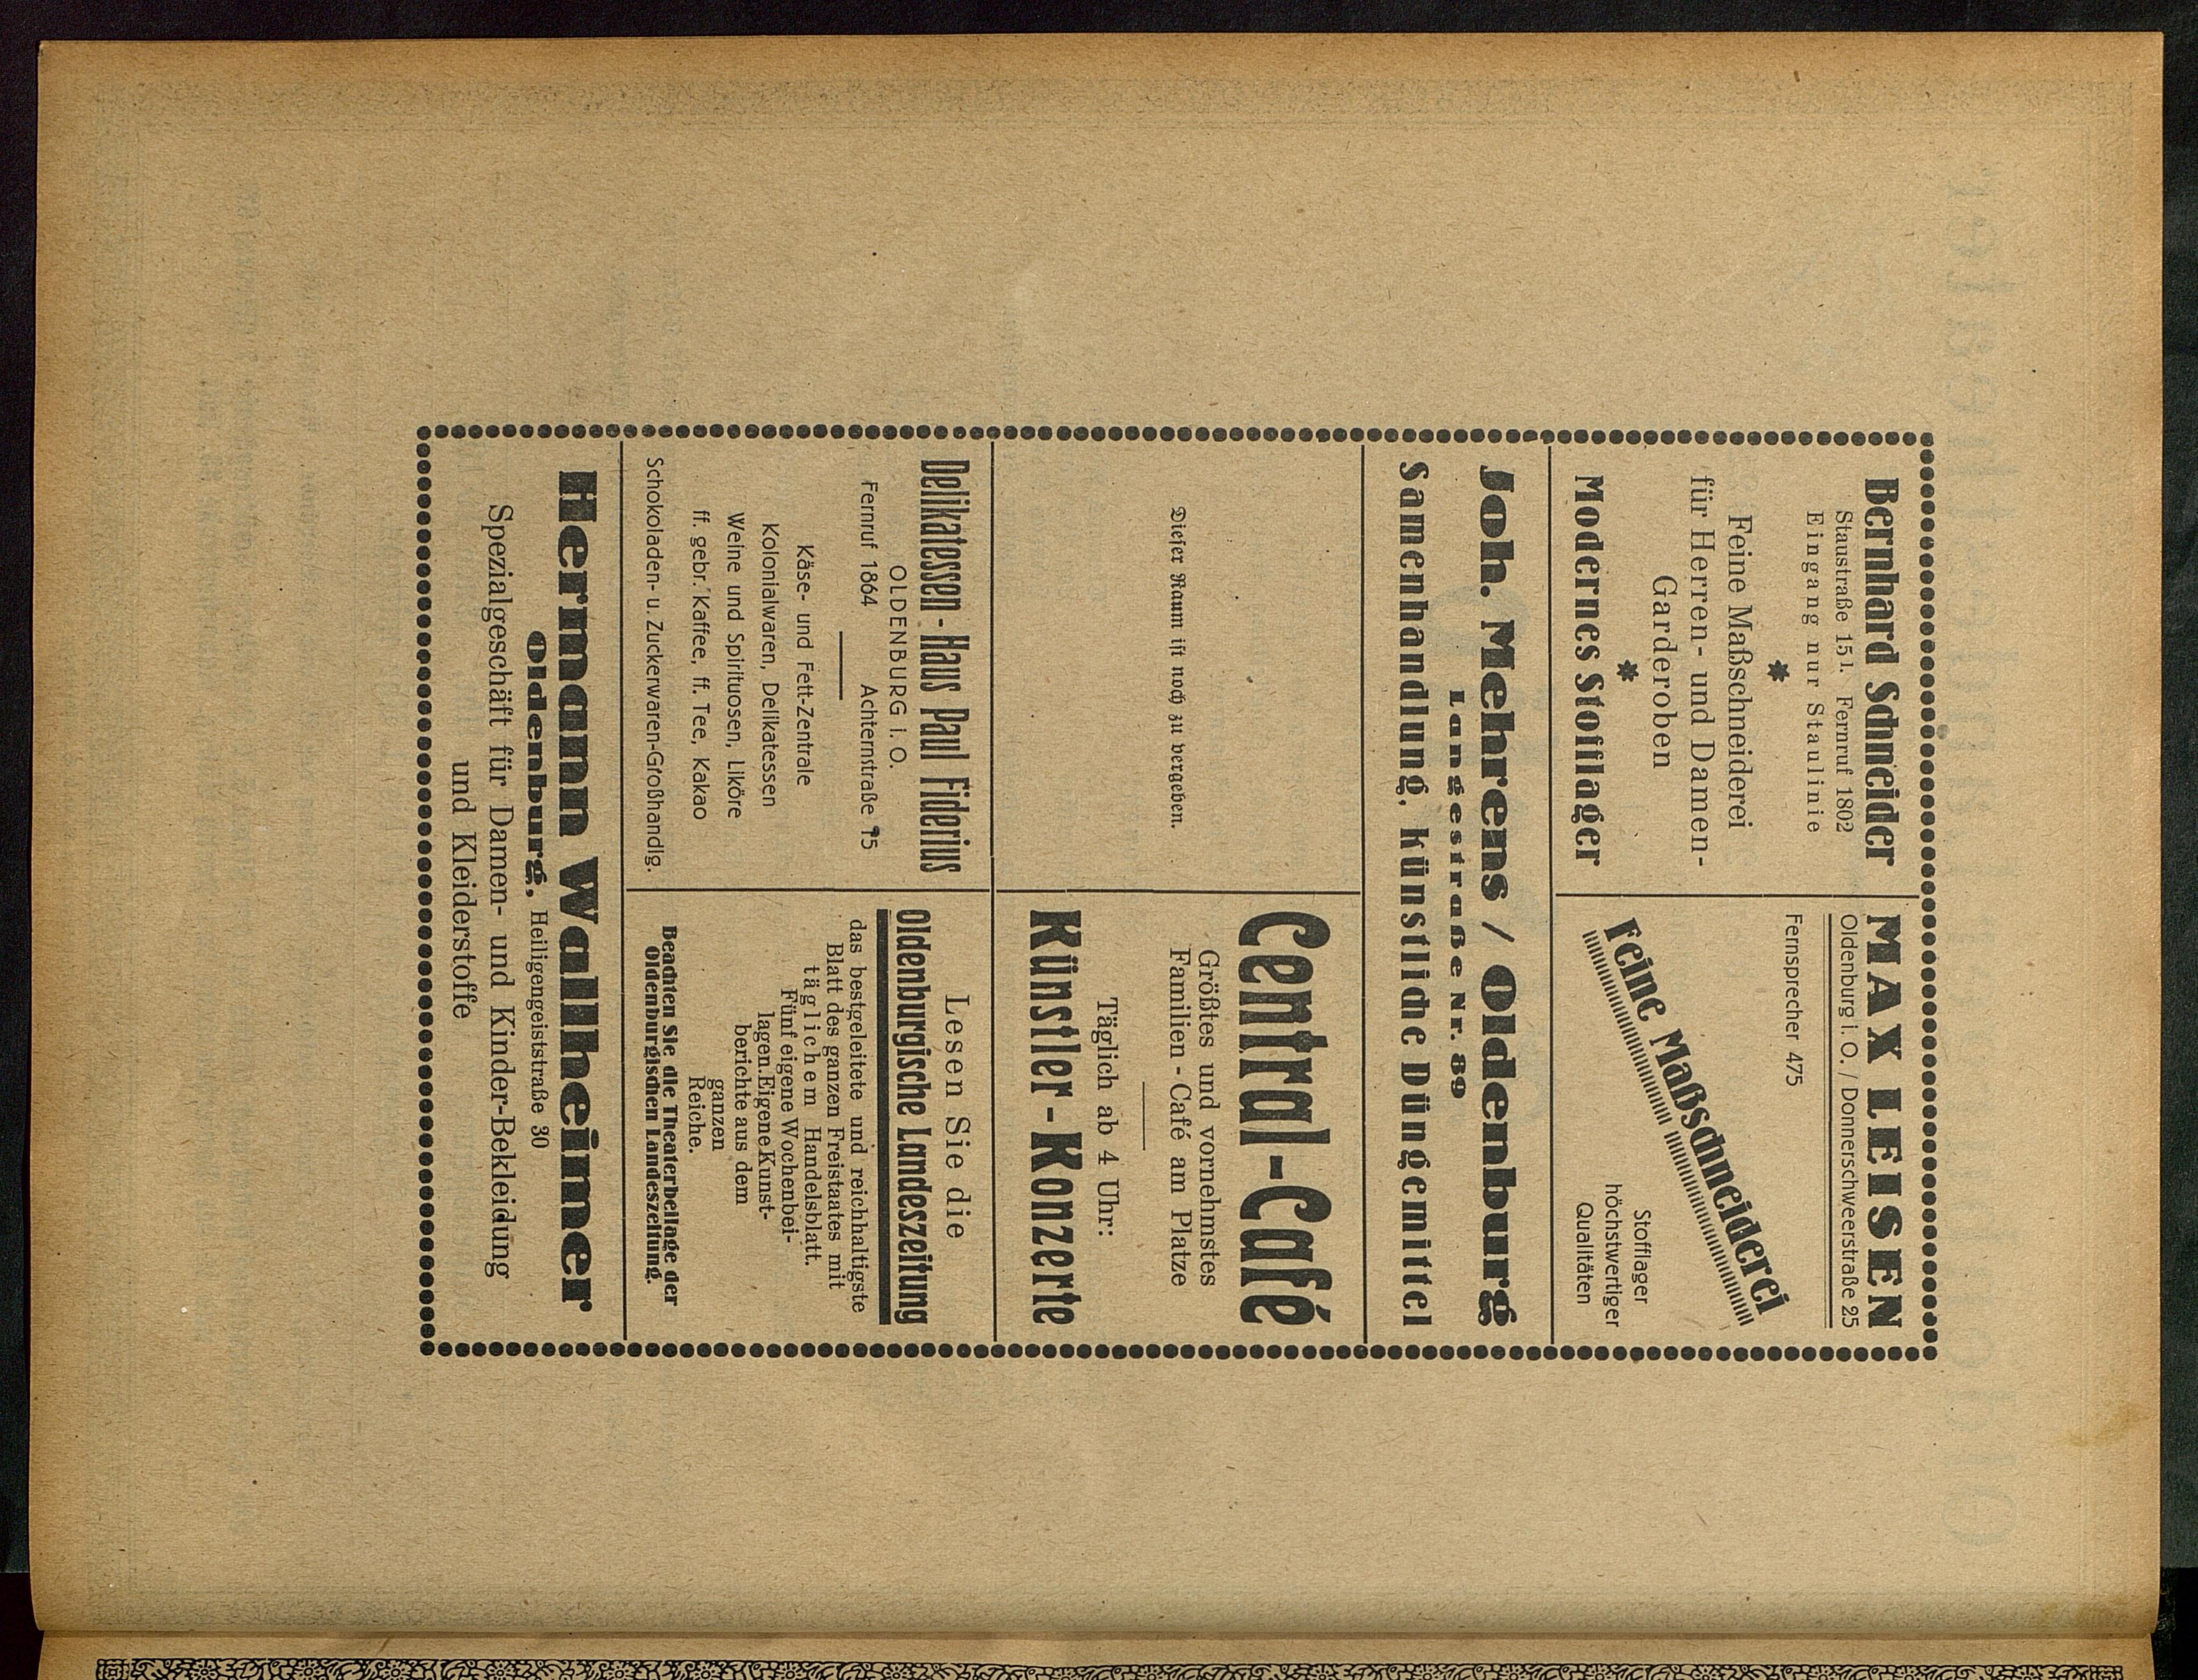 Bernhard Schneider
Staustraße 15 I. Fernruf 1802
Eingang nur Staulinie
Feine Maßschneiderei
für Herren- und Damen-
Garderoben
Modernes Stofflager
MAX LEISEN
Oldenburg i. O. / Donnerschweerstraße 25
Fernsprecher 475
Feine Maßschneiderei
Stofflager
höchstwertiger
Qualitäten
Joh. Mehrens / Oldenburg
Langestraße Nr. 89
Samenhandlung, künstliche Düngemittel
Dieser Raum ist noch zu vergeben.
Central-Café
Größtes und vornehmstes
Familien-Café am Platze
Täglich ab 4 Uhr:
Künstler-Konzerte
Delikatessen-Haus Paul Fiderius
OLDENBURG i. O.
Fernruf 1864 Achternstraße 15
Käse- und Fett-Zentrale
Kolonialwaren, Delikatessen
Weine und Spirituosen, Liköre
ff. gebr. Kaffee, ff. Tee, Kakao
Schokoladen- u. Zuckerwaren-Großhandlg.
Lesen Sie die
Oldenburgische Landeszeitung
das bestgeleitete und reichhaltigste
Blatt des ganzen Freistaates mit
täglichem Handelsblatt.
Fünf eigene Wochenbei-
lagen. Eigene Kunst-
berichte aus dem
ganzen
Reiche.
Beachten Sie die Theaterbeilage der
Oldenburgischen Landeszeitung.
Hermann Wallheimer
Oldenburg, Heiligengeiststraße 30
Spezialgeschäft für Damen- und Kinder-Bekleidung
und Kleiderstoffe